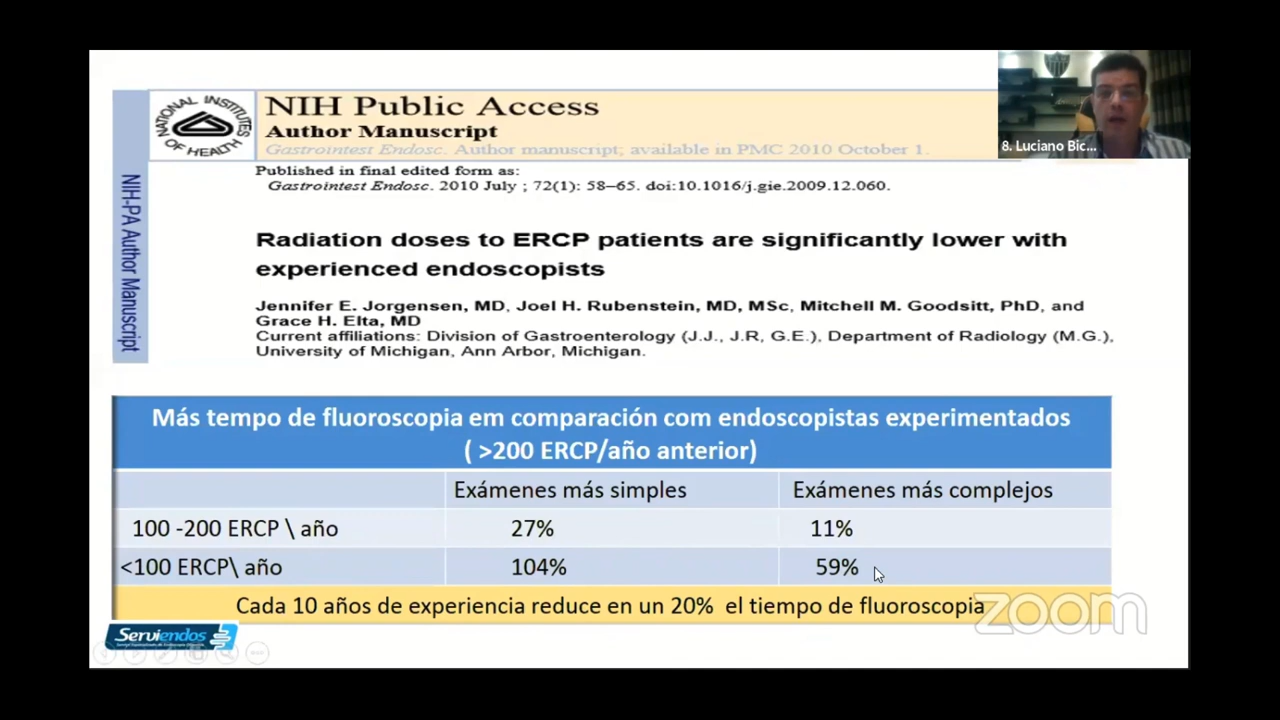 8. Luciano Bic...
NATIONAL INSTITUTES OF HEALTH
NIH Public Access
Author Manuscript
Gastrointest Endosc. Author manuscript; available in PMC 2010 October 1.
NIH-PA Author Manuscript
Published in final edited form as:
Gastrointest Endosc. 2010 July ; 72(1): 58–65. doi:10.1016/j.gie.2009.12.060.
Radiation doses to ERCP patients are significantly lower with
experienced endoscopists
Jennifer E. Jorgensen, MD, Joel H. Rubenstein, MD, MSc, Mitchell M. Goodsitt, PhD, and
Grace H. Elta, MD
Current affiliations: Division of Gastroenterology (J.J., J.R, G.E.), Department of Radiology (M.G.),
University of Michigan, Ann Arbor, Michigan.
Más tempo de fluoroscopia em comparación com endoscopistas experimentados
( >200 ERCP/año anterior)
Exámenes más simples Exámenes más complejos
100 -200 ERCP \ año 27% 11%
<100 ERCP\ año 104% 59%
Cada 10 años de experiencia reduce en un 20% el tiempo de fluoroscopia
zoom
Serviendos